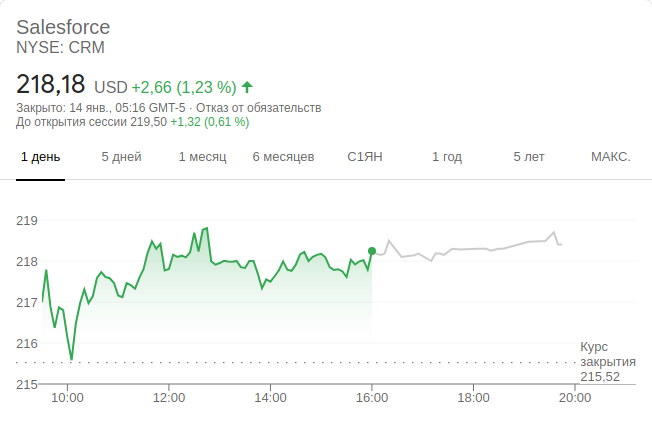 Salesforce
NYSE: CRM
218,18 USD +2,66 (1,23 %)
Закрыто: 14 янв., 05:16 GMT-5 · Отказ от обязательств
До открытия сессии 219,50 +1,32 (0,61 %)
1 день 5 дней 1 месяц 6 месяцев С1ЯН 1 год 5 лет МАКС.
219
218
217
216
Курс
закрытия
215,52
215
10:00 12:00 14:00 16:00 18:00 20:00